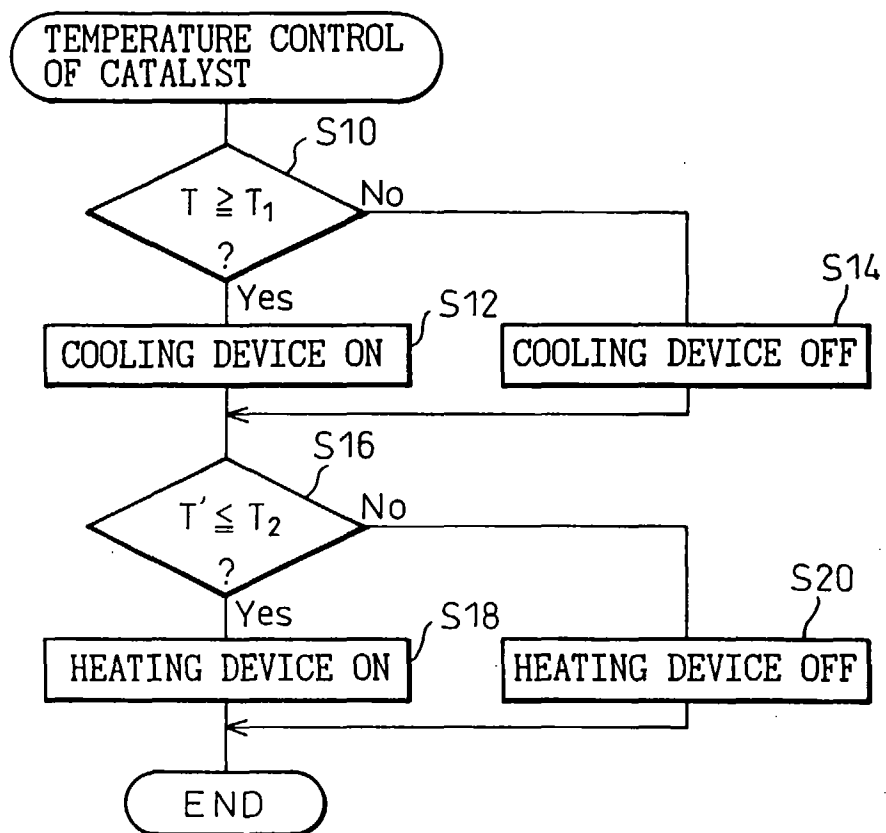 TEMPERATURE CONTROL
OF CATALYST
S10
T ≧ T₁
?
No
Yes
S12
S14
COOLING DEVICE ON
COOLING DEVICE OFF
S16
T' ≦ T₂
?
No
Yes
S18
S20
HEATING DEVICE ON
HEATING DEVICE OFF
END